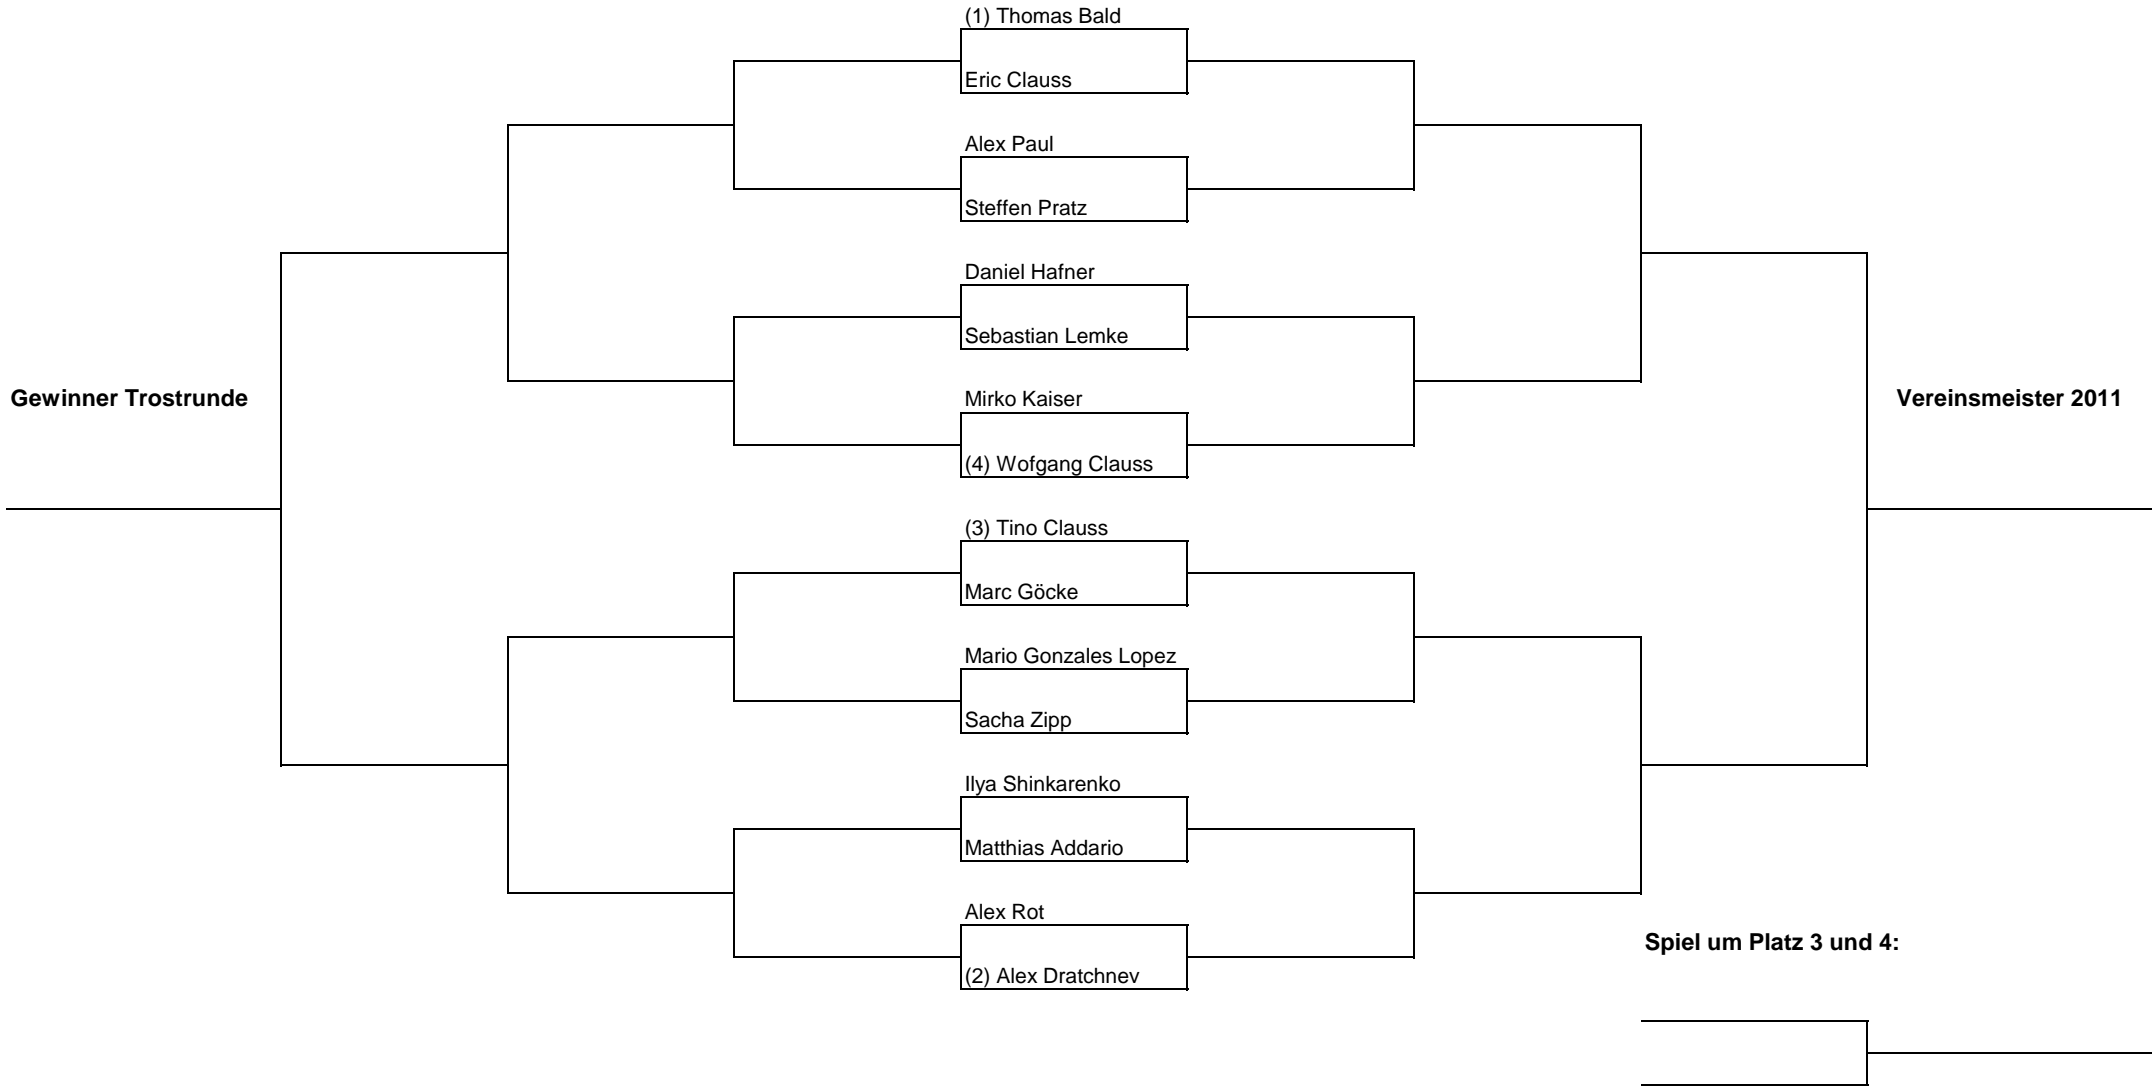 (1) Thomas Bald
Eric Clauss
Alex Paul
Steffen Pratz
Daniel Hafner
Sebastian Lemke
Gewinner Trostrunde
Mirko Kaiser
Vereinsmeister 2011
(4) Wofgang Clauss
(3) Tino Clauss
Marc Göcke
Mario Gonzales Lopez
Sacha Zipp
Ilya Shinkarenko
Matthias Addario
Alex Rot
Spiel um Platz 3 und 4:
(2) Alex Dratchnev